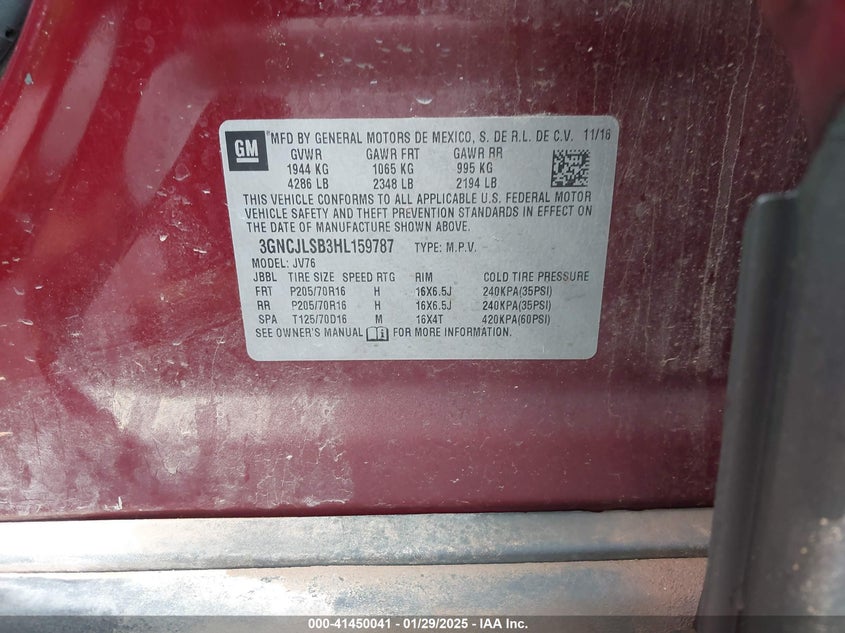 GM ®MFD BY GENERAL MOTORS DE MEXICO, S. DE R.L. DE C.V. 11/16
GVWR GAWR FRT GAWR RR
1944 KG 1065 KG 995 KG
4286 LB 2348 LB 2194 LB
THIS VEHICLE CONFORMS TO ALL APPLICABLE U.S. FEDERAL MOTOR
VEHICLE SAFETY AND THEFT PREVENTION STANDARDS IN EFFECT ON
THE DATE OF MANUFACTURE SHOWN ABOVE.
3GNCJLSB3HL159787 TYPE: M.P.V.
MODEL: JV76
JBBL TIRE SIZE SPEED RTG RIM COLD TIRE PRESSURE
FRT P205/70R16 H 16X6.5J 240KPA(35PSI)
RR P205/70R16 H 16X6.5J 240KPA(35PSI)
SPA T125/70D16 M 16X4T 420KPA(60PSI)
SEE OWNER'S MANUAL FOR MORE INFORMATION.
000-41450041 - 01/29/2025 - IAA Inc.